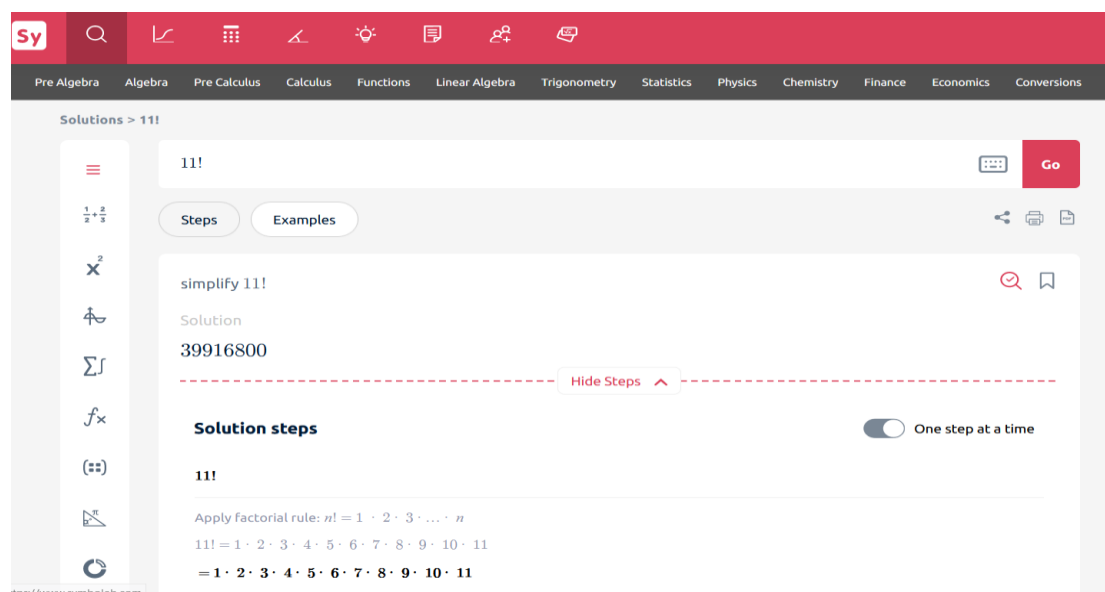 Sy
Pre Algebra Algebra Pre Calculus Calculus Functions Linear Algebra Trigonometry Statistics Physics Chemistry Finance Economics Conversions
Solutions > 11!
11!
Go
Steps Examples
simplify 11!
Solution
39916800
Hide Steps
Solution steps
One step at a time
11!
Apply factorial rule: n! = 1 · 2 · 3 · … · n
11! = 1 · 2 · 3 · 4 · 5 · 6 · 7 · 8 · 9 · 10 · 11
= 1 · 2 · 3 · 4 · 5 · 6 · 7 · 8 · 9 · 10 · 11